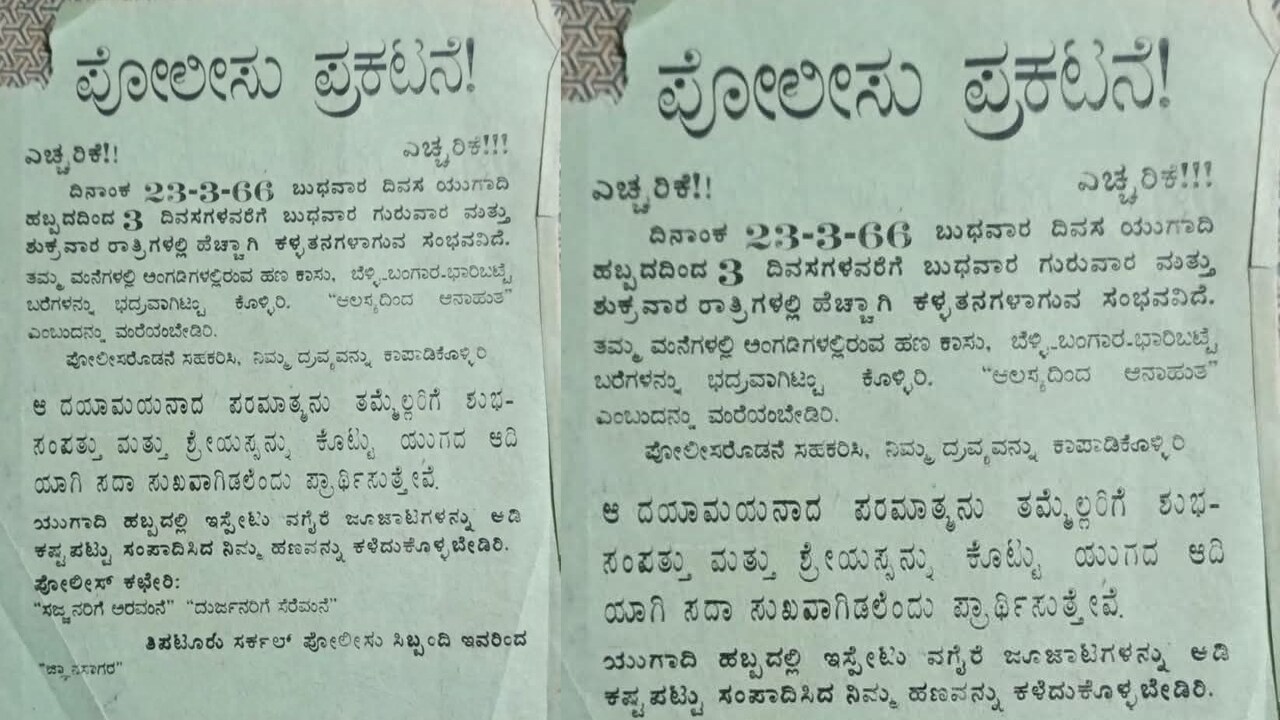 ಪೋಲೀಸು ಪ್ರಕಟನೆ!
ಎಚ್ಚರಿಕೆ!! ಎಚ್ಚರಿಕೆ!!!
ದಿನಾಂಕ 23-3-66 ಬುಧವಾರ ದಿವಸ ಯುಗಾದಿ
ಹಬ್ಬದದಿಂದ 3 ದಿವಸಗಳವರೆಗೆ ಬುಧವಾರ ಗುರುವಾರ ಮತ್ತು
ಶುಕ್ರವಾರ ರಾತ್ರಿಗಳಲ್ಲಿ ಹೆಚ್ಚಾಗಿ ಕಳ್ಳತನಗಳಾಗುವ ಸಂಭವವಿದೆ.
ತಮ್ಮ ಮನೆಗಳಲ್ಲಿ ಅಂಗಡಿಗಳಲ್ಲಿರುವ ಹಣ ಕಾಸು, ಬೆಳ್ಳಿ-ಬಂಗಾರ-ಭಾರಿಬಟ್ಟೆ
ಬರೆಗಳನ್ನು ಭದ್ರವಾಗಿಟ್ಟು ಕೊಳ್ಳಿರಿ. "ಆಲಸ್ಯದಿಂದ ಅನಾಹುತ"
ಎಂಬುದನ್ನು ಮರೆಯಬೇಡಿರಿ.
ಪೋಲೀಸರೊಡನೆ ಸಹಕರಿಸಿ, ನಿಮ್ಮ ದ್ರವ್ಯವನ್ನು ಕಾಪಾಡಿಕೊಳ್ಳಿರಿ
ಆ ದಯಾಮಯನಾದ ಪರಮಾತ್ಮನು ತಮ್ಮೆಲ್ಲರಿಗೆ ಶುಭ-
ಸಂಪತ್ತು ಮತ್ತು ಶ್ರೇಯಸ್ಸನ್ನು ಕೊಟ್ಟು ಯುಗದ ಆದಿ
ಯಾಗಿ ಸದಾ ಸುಖವಾಗಿಡಲೆಂದು ಪ್ರಾರ್ಥಿಸುತ್ತೇವೆ.
ಯುಗಾದಿ ಹಬ್ಬದಲ್ಲಿ ಇಸ್ಪೇಟು ವಗೈರೆ ಜೂಜಾಟಗಳನ್ನು ಆಡಿ
ಕಷ್ಟಪಟ್ಟು ಸಂಪಾದಿಸಿದ ನಿಮ್ಮ ಹಣವನ್ನು ಕಳೆದುಕೊಳ್ಳಬೇಡಿರಿ.
ಪೋಲೀಸ್ ಕಛೇರಿ:
"ಸಜ್ಜನರಿಗೆ ಅರಮನೆ" "ದುರ್ಜನರಿಗೆ ಸೆರೆಮನೆ"
ತಿಪಟೂರು ಸರ್ಕಲ್ ಪೋಲೀಸು ಸಿಬ್ಬಂದಿ ಇವರಿಂದ
"ಜ್ಞಾನಸಾಗರ"
ಪೋಲೀಸು ಪ್ರಕಟನೆ!
ಎಚ್ಚರಿಕೆ!! ಎಚ್ಚರಿಕೆ!!!
ದಿನಾಂಕ 23-3-66 ಬುಧವಾರ ದಿವಸ ಯುಗಾದಿ
ಹಬ್ಬದದಿಂದ 3 ದಿವಸಗಳವರೆಗೆ ಬುಧವಾರ ಗುರುವಾರ ಮತ್ತು
ಶುಕ್ರವಾರ ರಾತ್ರಿಗಳಲ್ಲಿ ಹೆಚ್ಚಾಗಿ ಕಳ್ಳತನಗಳಾಗುವ ಸಂಭವವಿದೆ.
ತಮ್ಮ ಮನೆಗಳಲ್ಲಿ ಅಂಗಡಿಗಳಲ್ಲಿರುವ ಹಣ ಕಾಸು, ಬೆಳ್ಳಿ-ಬಂಗಾರ-ಭಾರಿಬಟ್ಟೆ
ಬರೆಗಳನ್ನು ಭದ್ರವಾಗಿಟ್ಟು ಕೊಳ್ಳಿರಿ. "ಆಲಸ್ಯದಿಂದ ಅನಾಹುತ"
ಎಂಬುದನ್ನು ಮರೆಯಬೇಡಿರಿ.
ಪೋಲೀಸರೊಡನೆ ಸಹಕರಿಸಿ, ನಿಮ್ಮ ದ್ರವ್ಯವನ್ನು ಕಾಪಾಡಿಕೊಳ್ಳಿರಿ
ಆ ದಯಾಮಯನಾದ ಪರಮಾತ್ಮನು ತಮ್ಮೆಲ್ಲರಿಗೆ ಶುಭ-
ಸಂಪತ್ತು ಮತ್ತು ಶ್ರೇಯಸ್ಸನ್ನು ಕೊಟ್ಟು ಯುಗದ ಆದಿ
ಯಾಗಿ ಸದಾ ಸುಖವಾಗಿಡಲೆಂದು ಪ್ರಾರ್ಥಿಸುತ್ತೇವೆ.
ಯುಗಾದಿ ಹಬ್ಬದಲ್ಲಿ ಇಸ್ಪೇಟು ವಗೈರೆ ಜೂಜಾಟಗಳನ್ನು ಆಡಿ
ಕಷ್ಟಪಟ್ಟು ಸಂಪಾದಿಸಿದ ನಿಮ್ಮ ಹಣವನ್ನು ಕಳೆದುಕೊಳ್ಳಬೇಡಿರಿ.